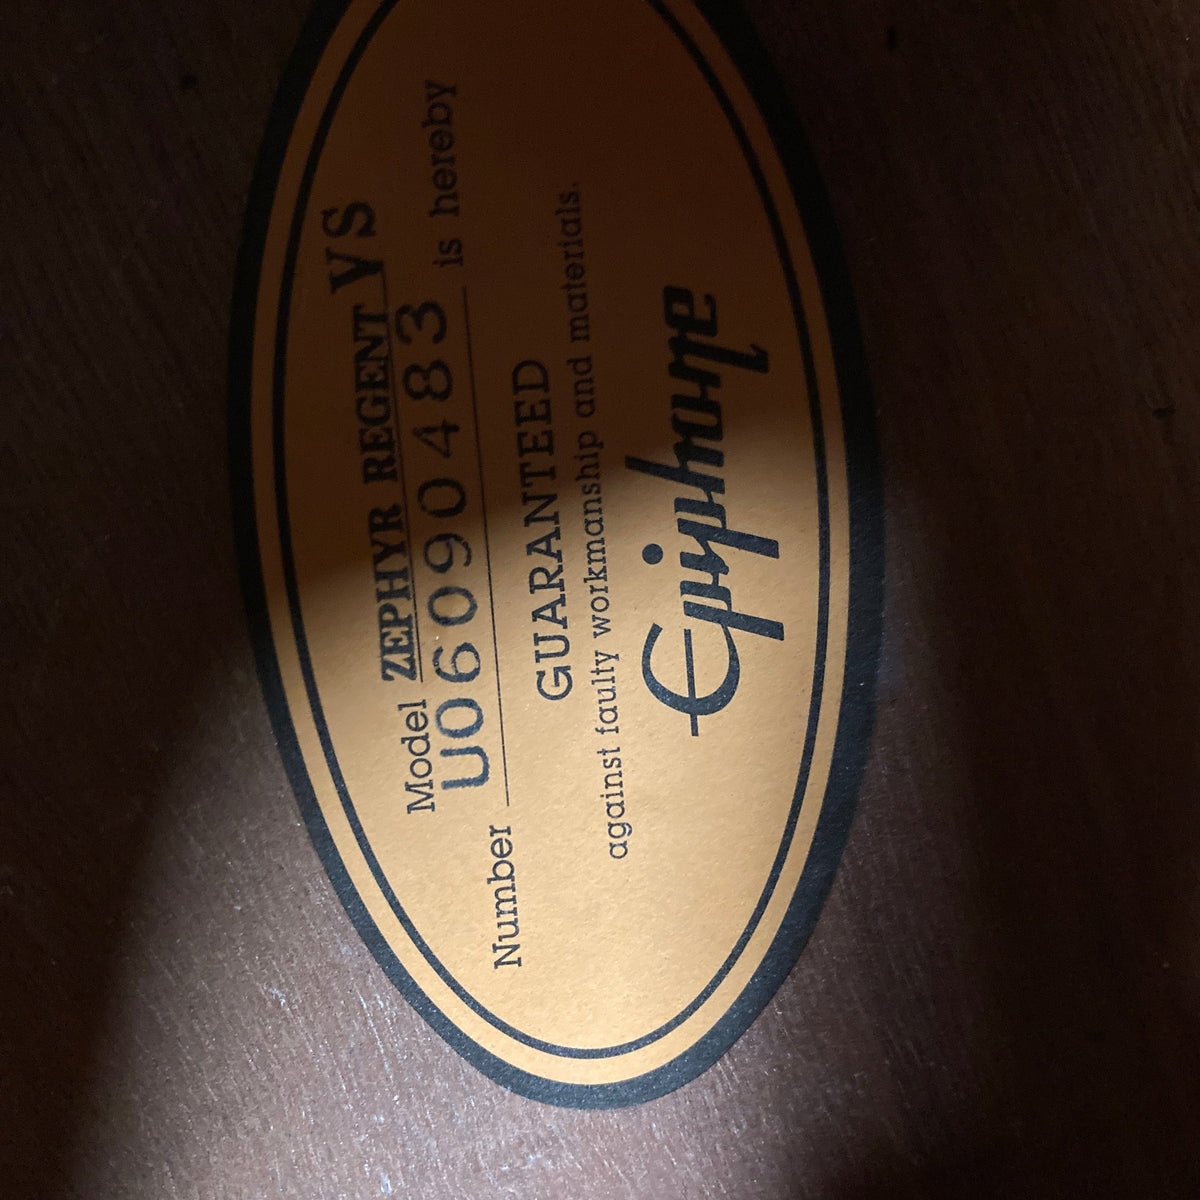 Model ZEPHYR REGENT VS
Number U06090483 is hereby
GUARANTEED
against faulty workmanship and materials.
Epiphone